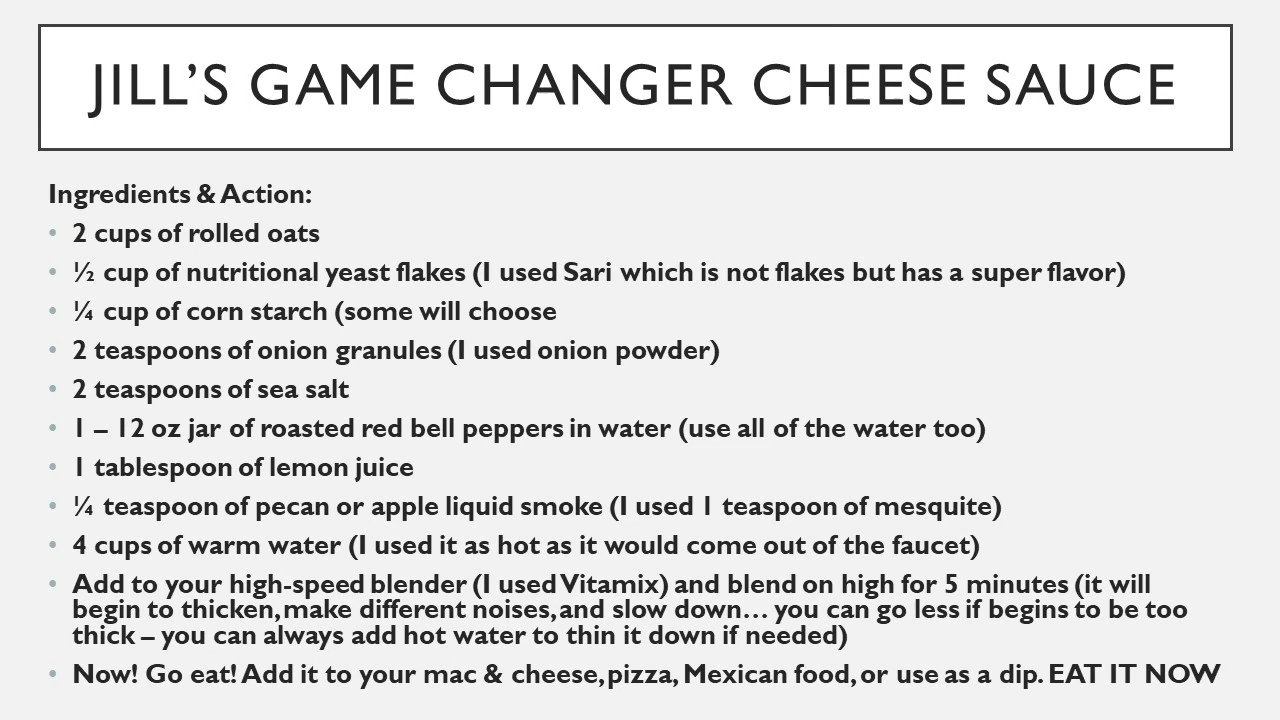 JILL’S GAME CHANGER CHEESE SAUCE
Ingredients & Action:
• 2 cups of rolled oats
• ½ cup of nutritional yeast flakes (I used Sari which is not flakes but has a super flavor)
• ¼ cup of corn starch (some will choose
• 2 teaspoons of onion granules (I used onion powder)
• 2 teaspoons of sea salt
• 1 – 12 oz jar of roasted red bell peppers in water (use all of the water too)
• 1 tablespoon of lemon juice
• ¼ teaspoon of pecan or apple liquid smoke (I used 1 teaspoon of mesquite)
• 4 cups of warm water (I used it as hot as it would come out of the faucet)
• Add to your high-speed blender (I used Vitamix) and blend on high for 5 minutes (it will
begin to thicken, make different noises, and slow down… you can go less if begins to be too
thick – you can always add hot water to thin it down if needed)
• Now! Go eat! Add it to your mac & cheese, pizza, Mexican food, or use as a dip. EAT IT NOW